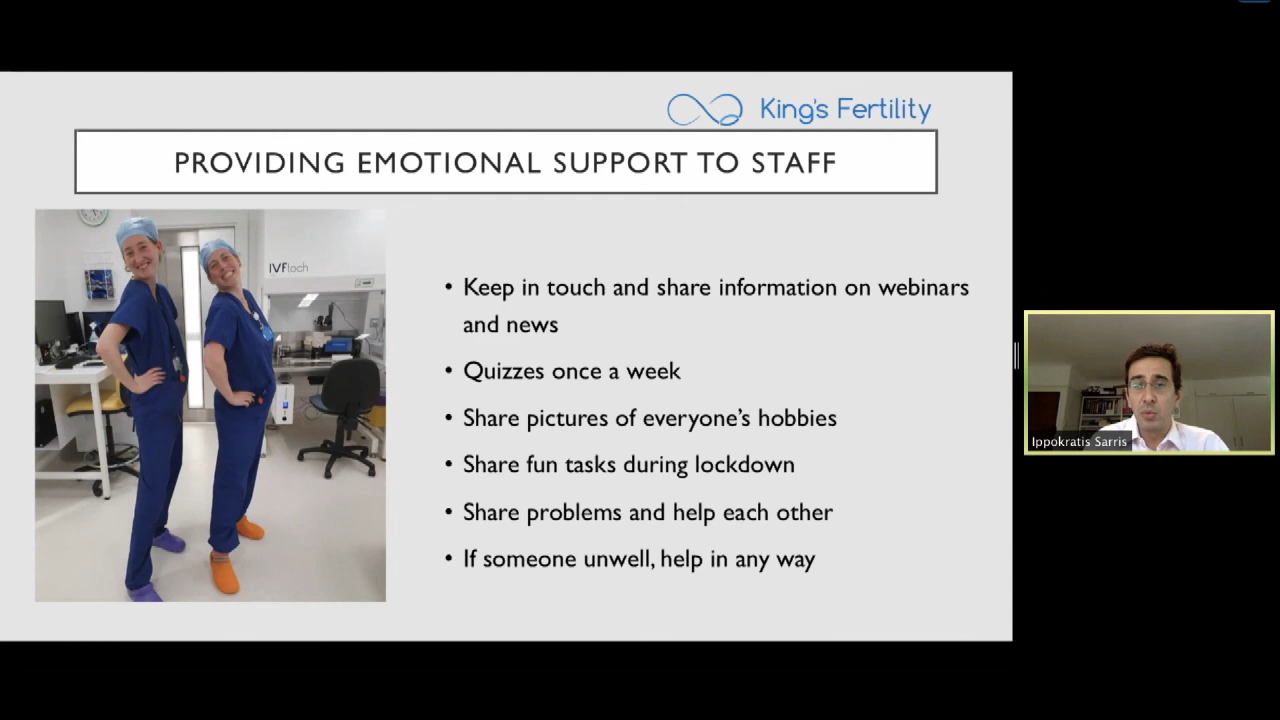 King's Fertility
PROVIDING EMOTIONAL SUPPORT TO STAFF
IVFtech
• Keep in touch and share information on webinars
and news
• Quizzes once a week
• Share pictures of everyone's hobbies
• Share fun tasks during lockdown
• Share problems and help each other
• If someone unwell, help in any way
Ippokratis Sarris